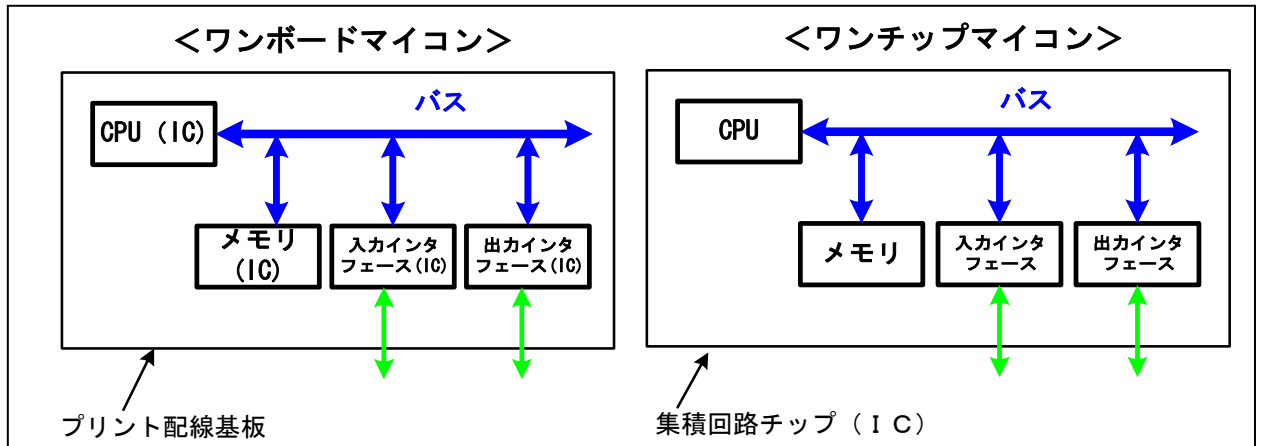 <ワンボードマイコン>
バス
CPU (IC)
メモリ
(IC)
入力インタ
フェース(IC)
出力インタ
フェース(IC)
プリント配線基板
<ワンチップマイコン>
バス
CPU
メモリ
入力インタ
フェース
出力インタ
フェース
集積回路チップ(IC)